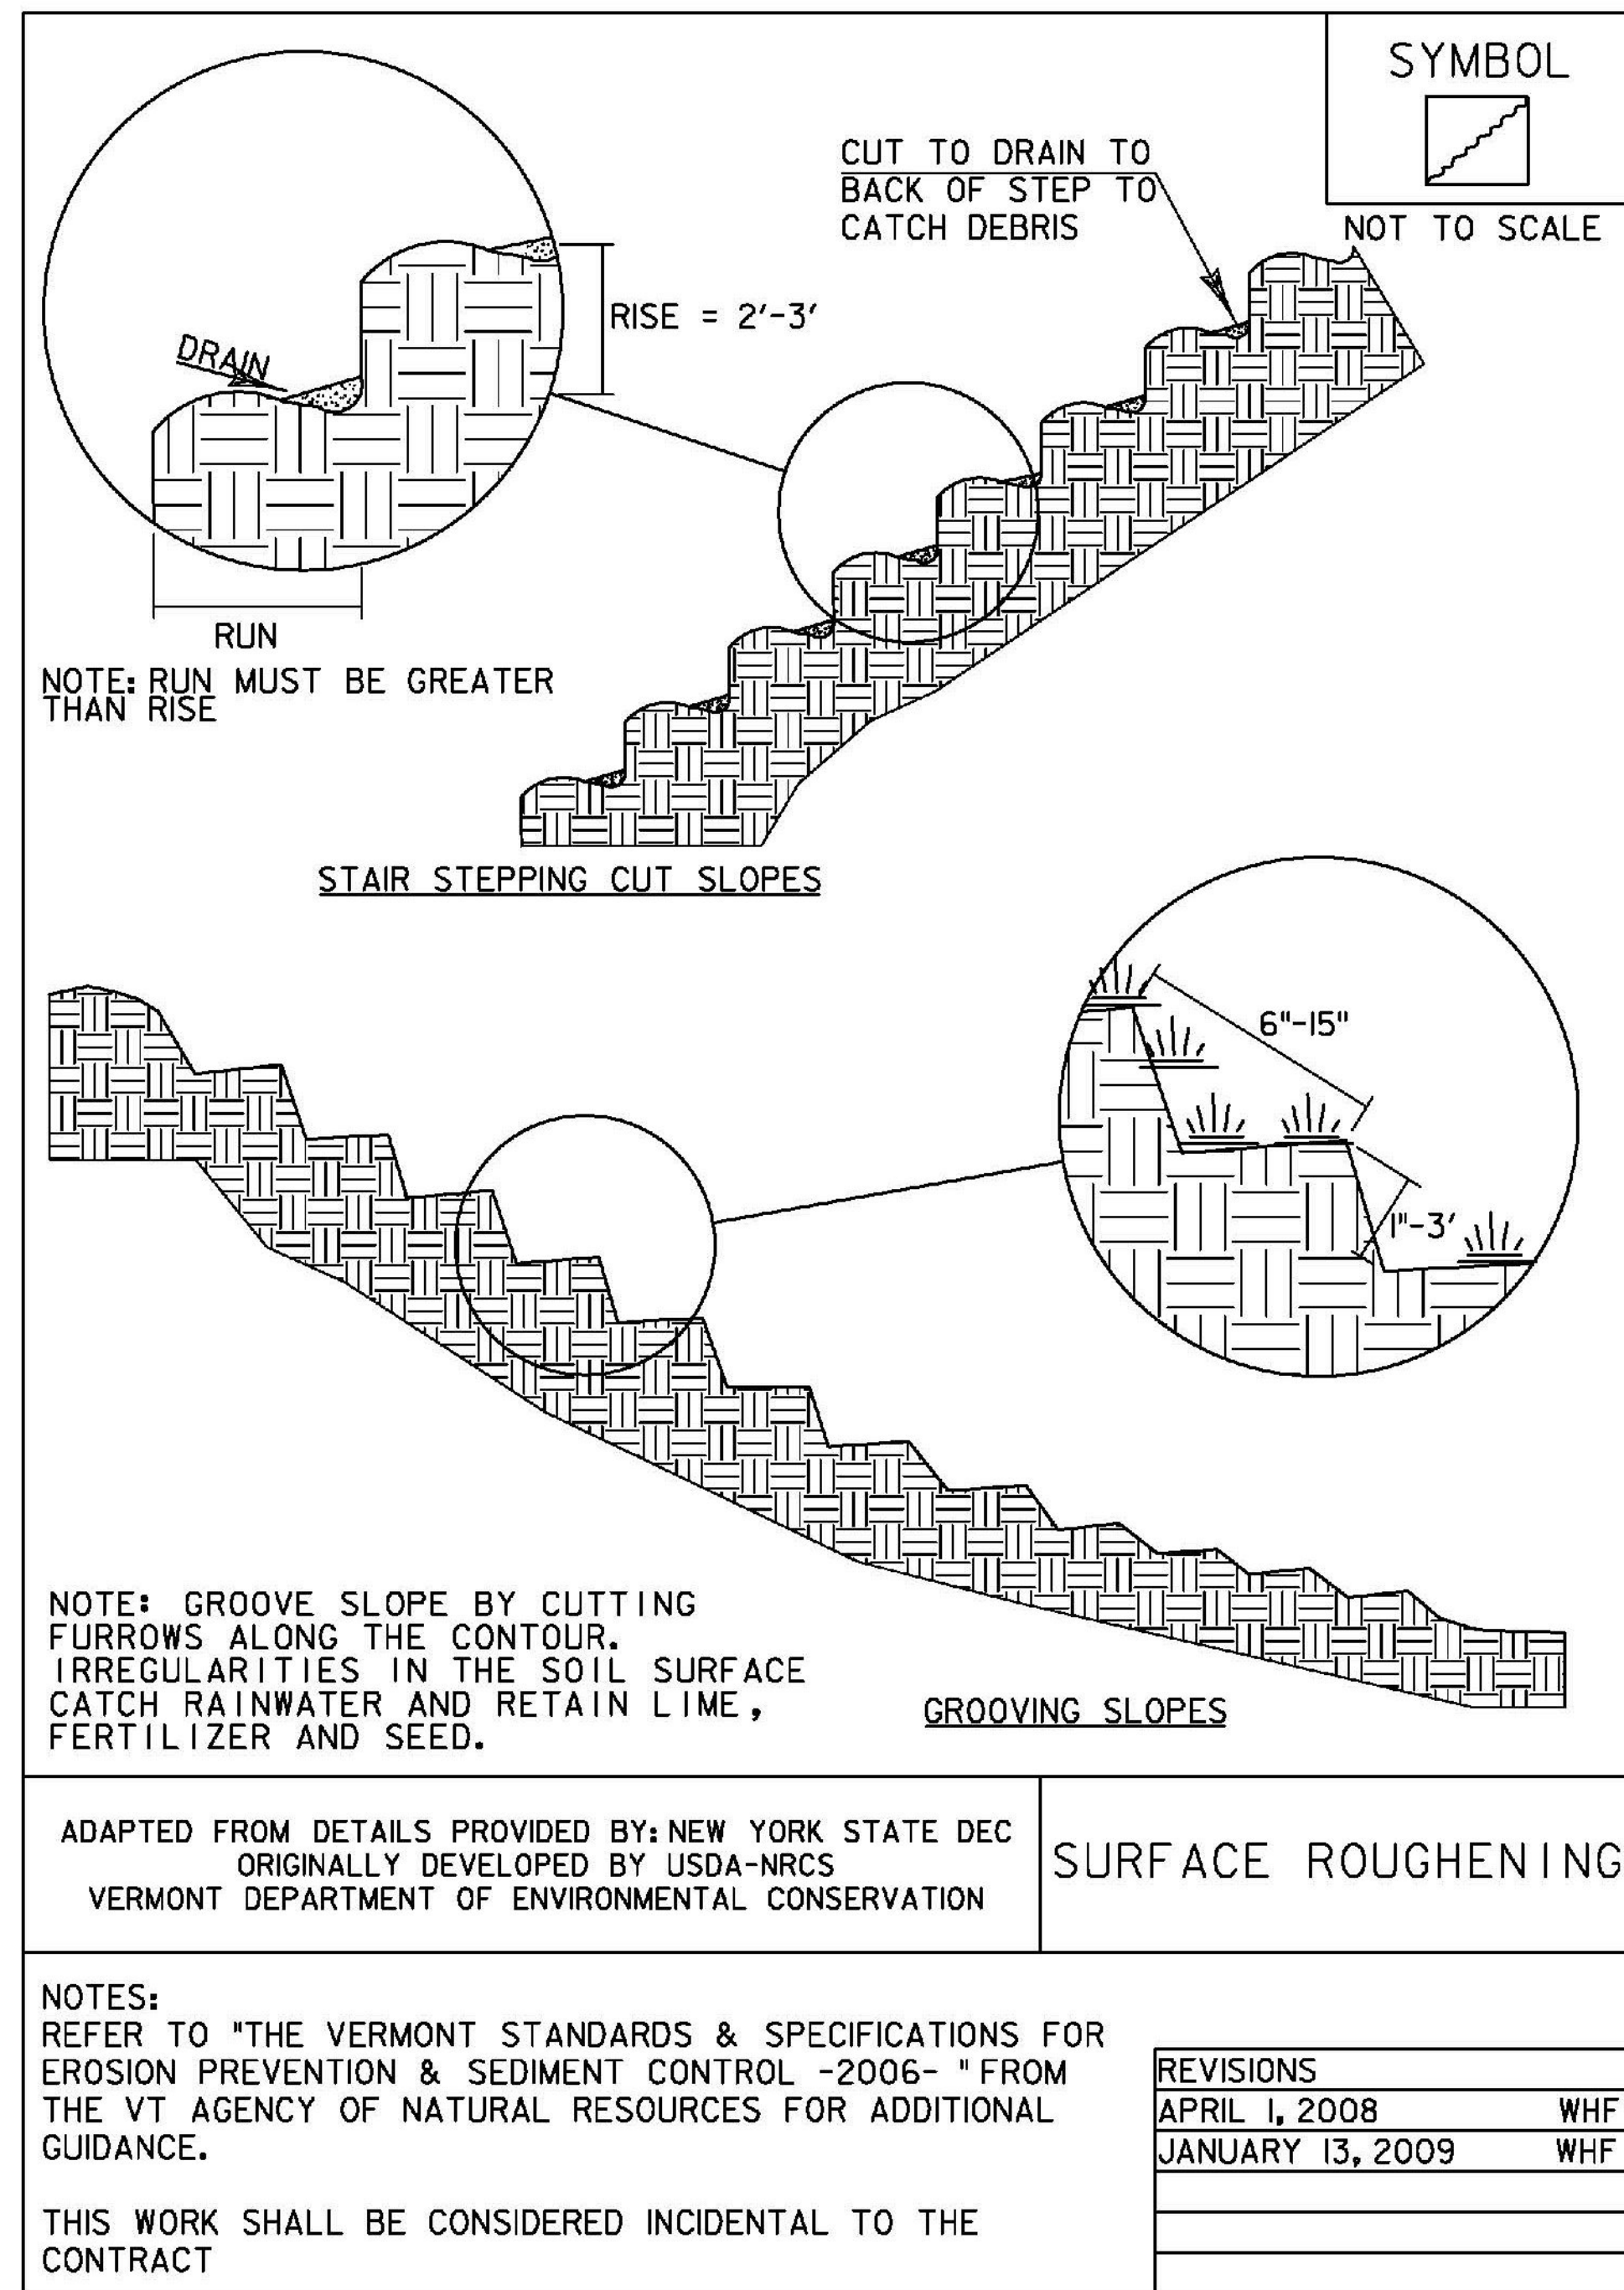 SYMBOL
NOT TO SCALE
CUT TO DRAIN TO
BACK OF STEP TO
CATCH DEBRIS
RISE = 2'-3'
DRAIN
RUN
NOTE: RUN MUST BE GREATER
THAN RISE
STAIR STEPPING CUT SLOPES
6"-15"
1"-3'
NOTE: GROOVE SLOPE BY CUTTING
FURROWS ALONG THE CONTOUR.
IRREGULARITIES IN THE SOIL SURFACE
CATCH RAINWATER AND RETAIN LIME,
FERTILIZER AND SEED.
GROOVING SLOPES
ADAPTED FROM DETAILS PROVIDED BY: NEW YORK STATE DEC
ORIGINALLY DEVELOPED BY USDA-NRCS
VERMONT DEPARTMENT OF ENVIRONMENTAL CONSERVATION
SURFACE ROUGHENING
NOTES:
REFER TO "THE VERMONT STANDARDS & SPECIFICATIONS FOR
EROSION PREVENTION & SEDIMENT CONTROL -2006- " FROM
THE VT AGENCY OF NATURAL RESOURCES FOR ADDITIONAL
GUIDANCE.
THIS WORK SHALL BE CONSIDERED INCIDENTAL TO THE
CONTRACT
REVISIONS
APRIL 1, 2008 WHF
JANUARY 13, 2009 WHF